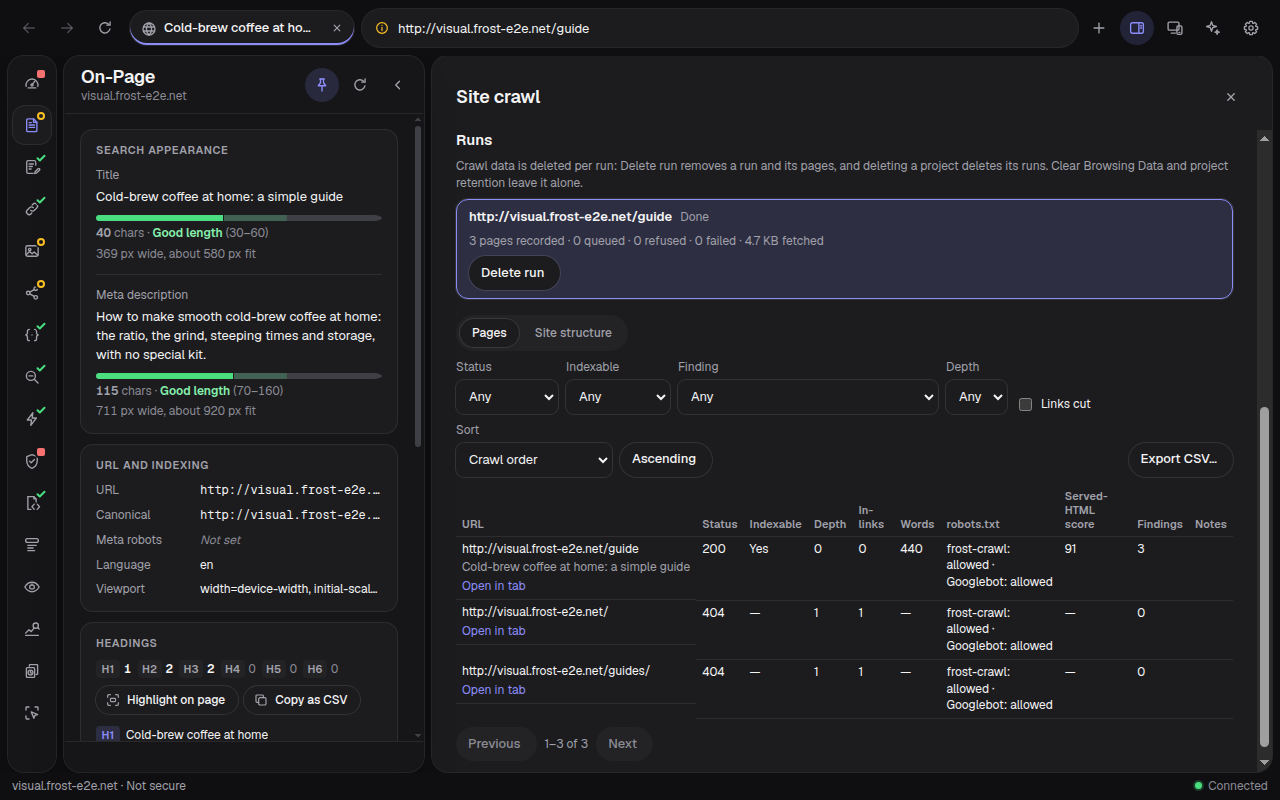 Cold-brew coffee at ho...
http://visual.frost-e2e.net/guide
On-Page
visual.frost-e2e.net
SEARCH APPEARANCE
Title
Cold-brew coffee at home: a simple guide
40 chars · Good length (30–60)
369 px wide, about 580 px fit
Meta description
How to make smooth cold-brew coffee at home:
the ratio, the grind, steeping times and storage,
with no special kit.
115 chars · Good length (70–160)
711 px wide, about 920 px fit
URL AND INDEXING
URL http://visual.frost-e2e.…
Canonical http://visual.frost-e2e.…
Meta robots Not set
Language en
Viewport width=device-width, initial-scal…
HEADINGS
H1 1 H2 2 H3 2 H4 0 H5 0 H6 0
Highlight on page Copy as CSV
H1 Cold-brew coffee at home
Site crawl
Runs
Crawl data is deleted per run: Delete run removes a run and its pages, and deleting a project deletes its runs. Clear Browsing Data and project
retention leave it alone.
http://visual.frost-e2e.net/guide Done
3 pages recorded · 0 queued · 0 refused · 0 failed · 4.7 KB fetched
Delete run
Pages Site structure
Status Indexable Finding Depth
Any Any Any Any Links cut
Sort
Crawl order Ascending Export CSV…
URL Status Indexable Depth In-links Words robots.txt Served-HTML score Findings Notes
http://visual.frost-e2e.net/guide 200 Yes 0 0 440 frost-crawl: 91 3
Cold-brew coffee at home: a simple guide allowed ·
Open in tab Googlebot: allowed
http://visual.frost-e2e.net/ 404 — 1 1 — frost-crawl: — 0
Open in tab allowed ·
Googlebot: allowed
http://visual.frost-e2e.net/guides/ 404 — 1 1 — frost-crawl: — 0
Open in tab allowed ·
Googlebot: allowed
Previous 1–3 of 3 Next
visual.frost-e2e.net · Not secure
Connected